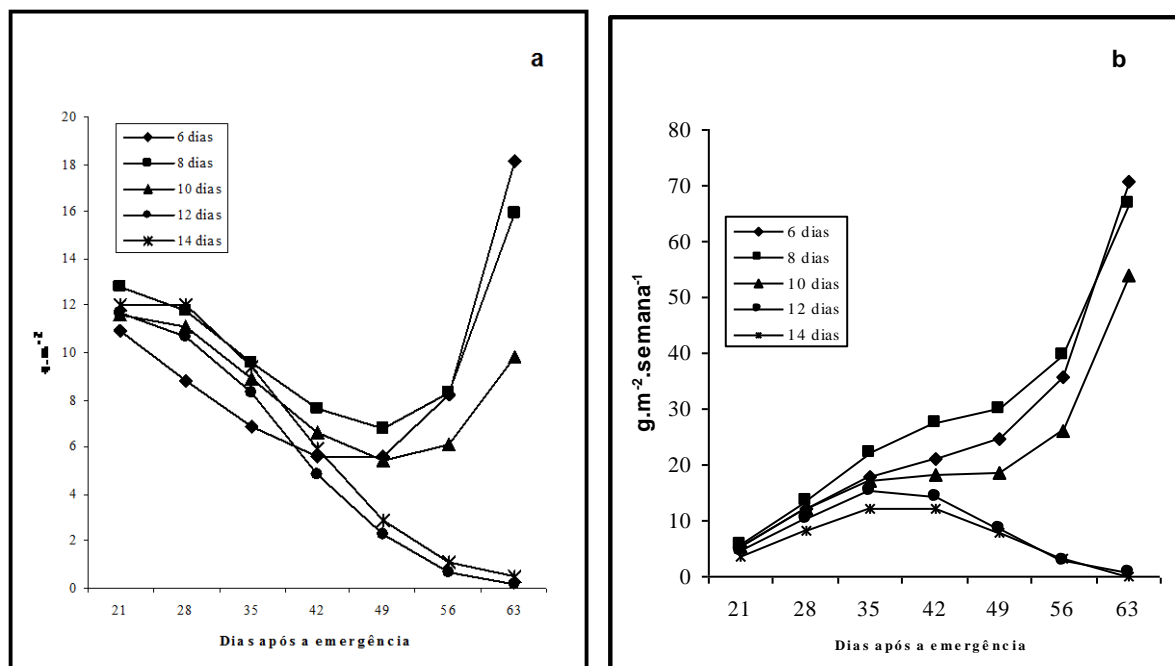 a
20
18
16
14
12
10
8
6
4
2
0
6 dias
8 dias
10 dias
12 dias
14 dias
21 28 35 42 49 56 63
Dias após a emergência
b
g.m⁻².semana⁻¹
80
70
60
50
40
30
20
10
0
6 dias
8 dias
10 dias
12 dias
14 dias
21 28 35 42 49 56 63
Dias após a emergência